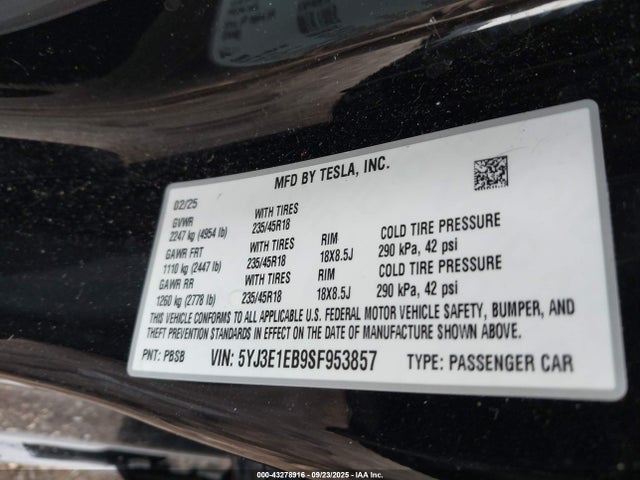 MFD BY TESLA, INC.
02/25
GVWR WITH TIRES RIM COLD TIRE PRESSURE
2247 kg (4954 lb) 235/45R18 18X8.5J 290 kPa, 42 psi
GAWR FRT WITH TIRES RIM COLD TIRE PRESSURE
1110 kg (2447 lb) 235/45R18 18X8.5J 290 kPa, 42 psi
GAWR RR WITH TIRES
1260 kg (2778 lb) 235/45R18
THIS VEHICLE CONFORMS TO ALL APPLICABLE U.S. FEDERAL MOTOR VEHICLE SAFETY, BUMPER, AND
THEFT PREVENTION STANDARDS IN EFFECT ON THE DATE OF MANUFACTURE SHOWN ABOVE.
PNT: PBSB VIN: 5YJ3E1EB9SF953857 TYPE: PASSENGER CAR
000-43278916 - 09/23/2025 - IAA Inc.